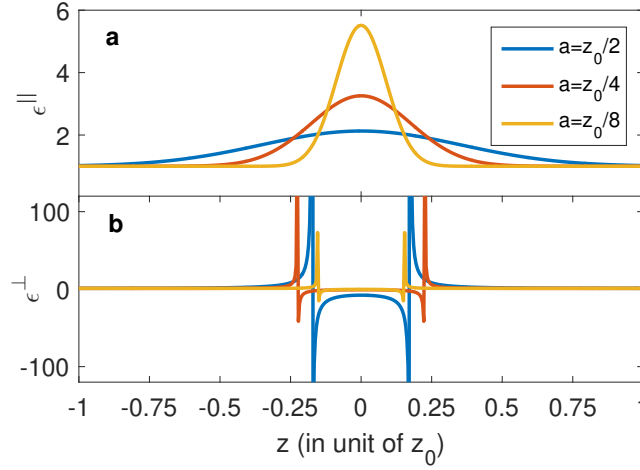 6
a
a=z₀/2
a=z₀/4
a=z₀/8
4
2
ϵ^||
100
b
0
-100
ϵ^⊥
-1 -0.75 -0.5 -0.25 0 0.25 0.5 0.75 1
z (in unit of z₀)